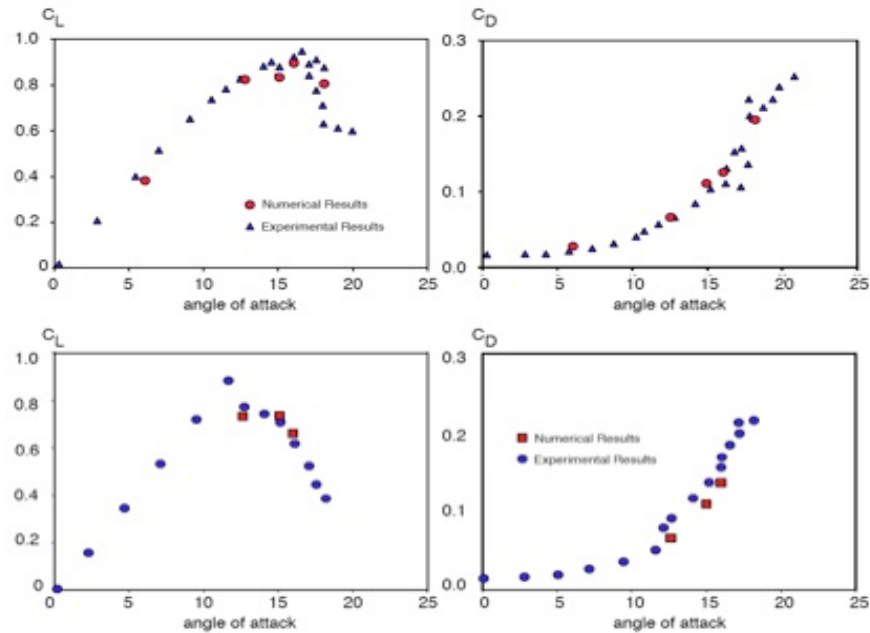 C_L
1.0
0.8
0.6
0.4
0.2
0
Numerical Results
Experimental Results
0 5 10 15 20 25
angle of attack
C_D
0.3
0.2
0.1
0.0
0 5 10 15 20 25
angle of attack
C_L
1.0
0.8
0.6
0.4
0.2
0
0 5 10 15 20 25
angle of attack
C_D
0.3
0.2
0.1
0.0
Numerical Results
Experimental Results
0 5 10 15 20 25
angle of attack